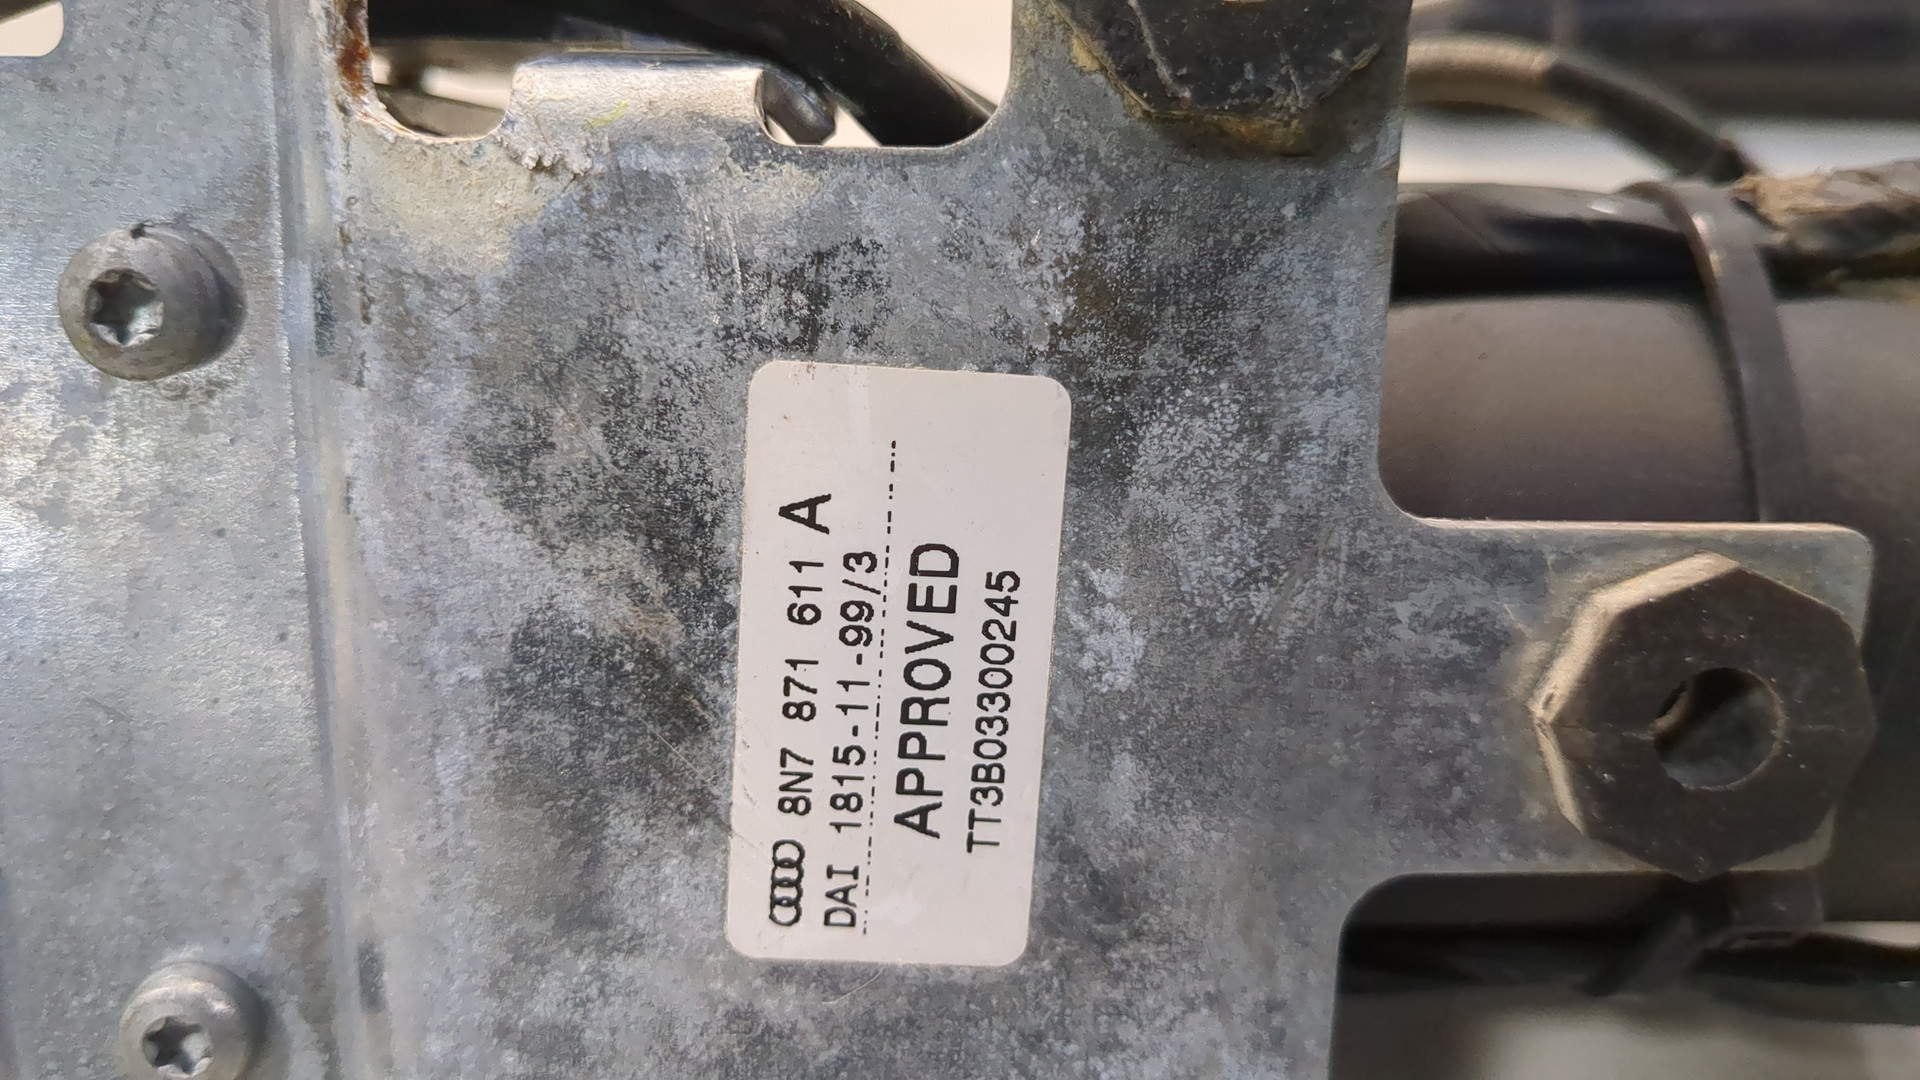 8N7 871 611 A
DAI 1815-11-99/3
APPROVED
TT3B03300245